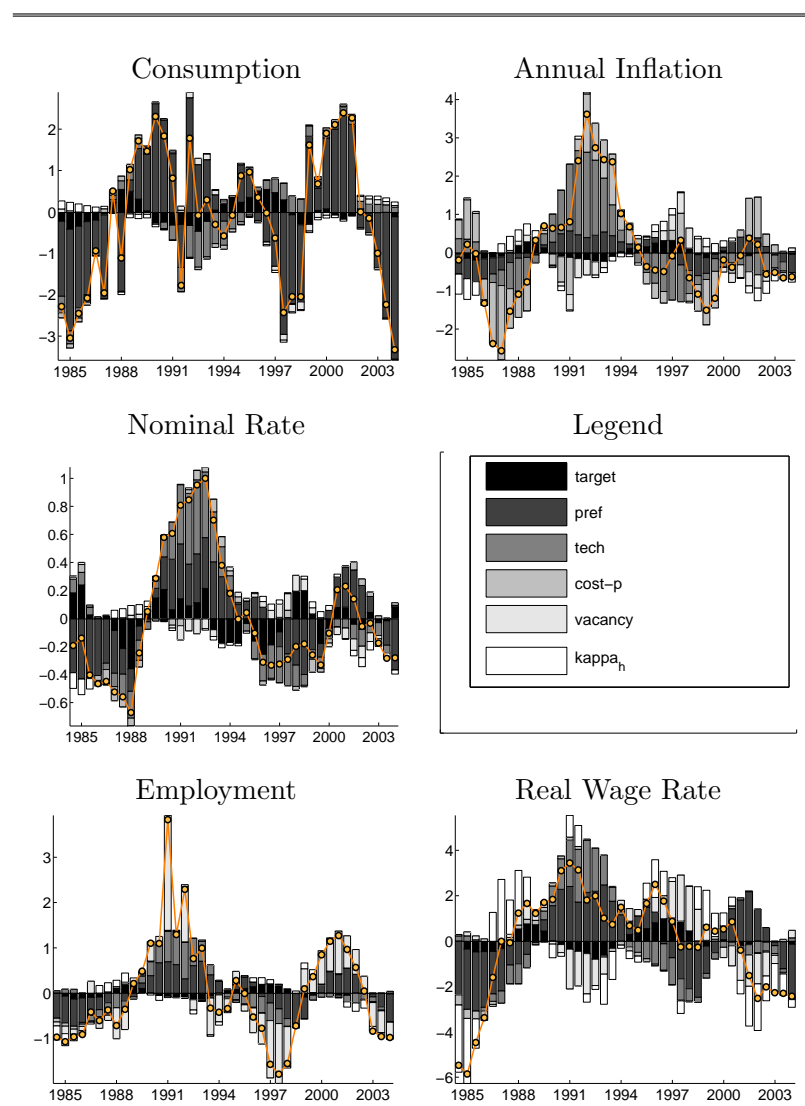 Consumption
2
1
0
−1
−2
−3
1985 1988 1991 1994 1997 2000 2003
Annual Inflation
4
2
0
−2
1985 1988 1991 1994 1997 2000 2003
Nominal Rate
1
0.8
0.6
0.4
0.2
0
−0.2
−0.4
−0.6
1985 1988 1991 1994 1997 2000 2003
Legend
target
pref
tech
cost−p
vacancy
kappa_h
Employment
3
2
1
0
−1
1985 1988 1991 1994 1997 2000 2003
Real Wage Rate
4
2
0
−2
−4
−6
1985 1988 1991 1994 1997 2000 2003